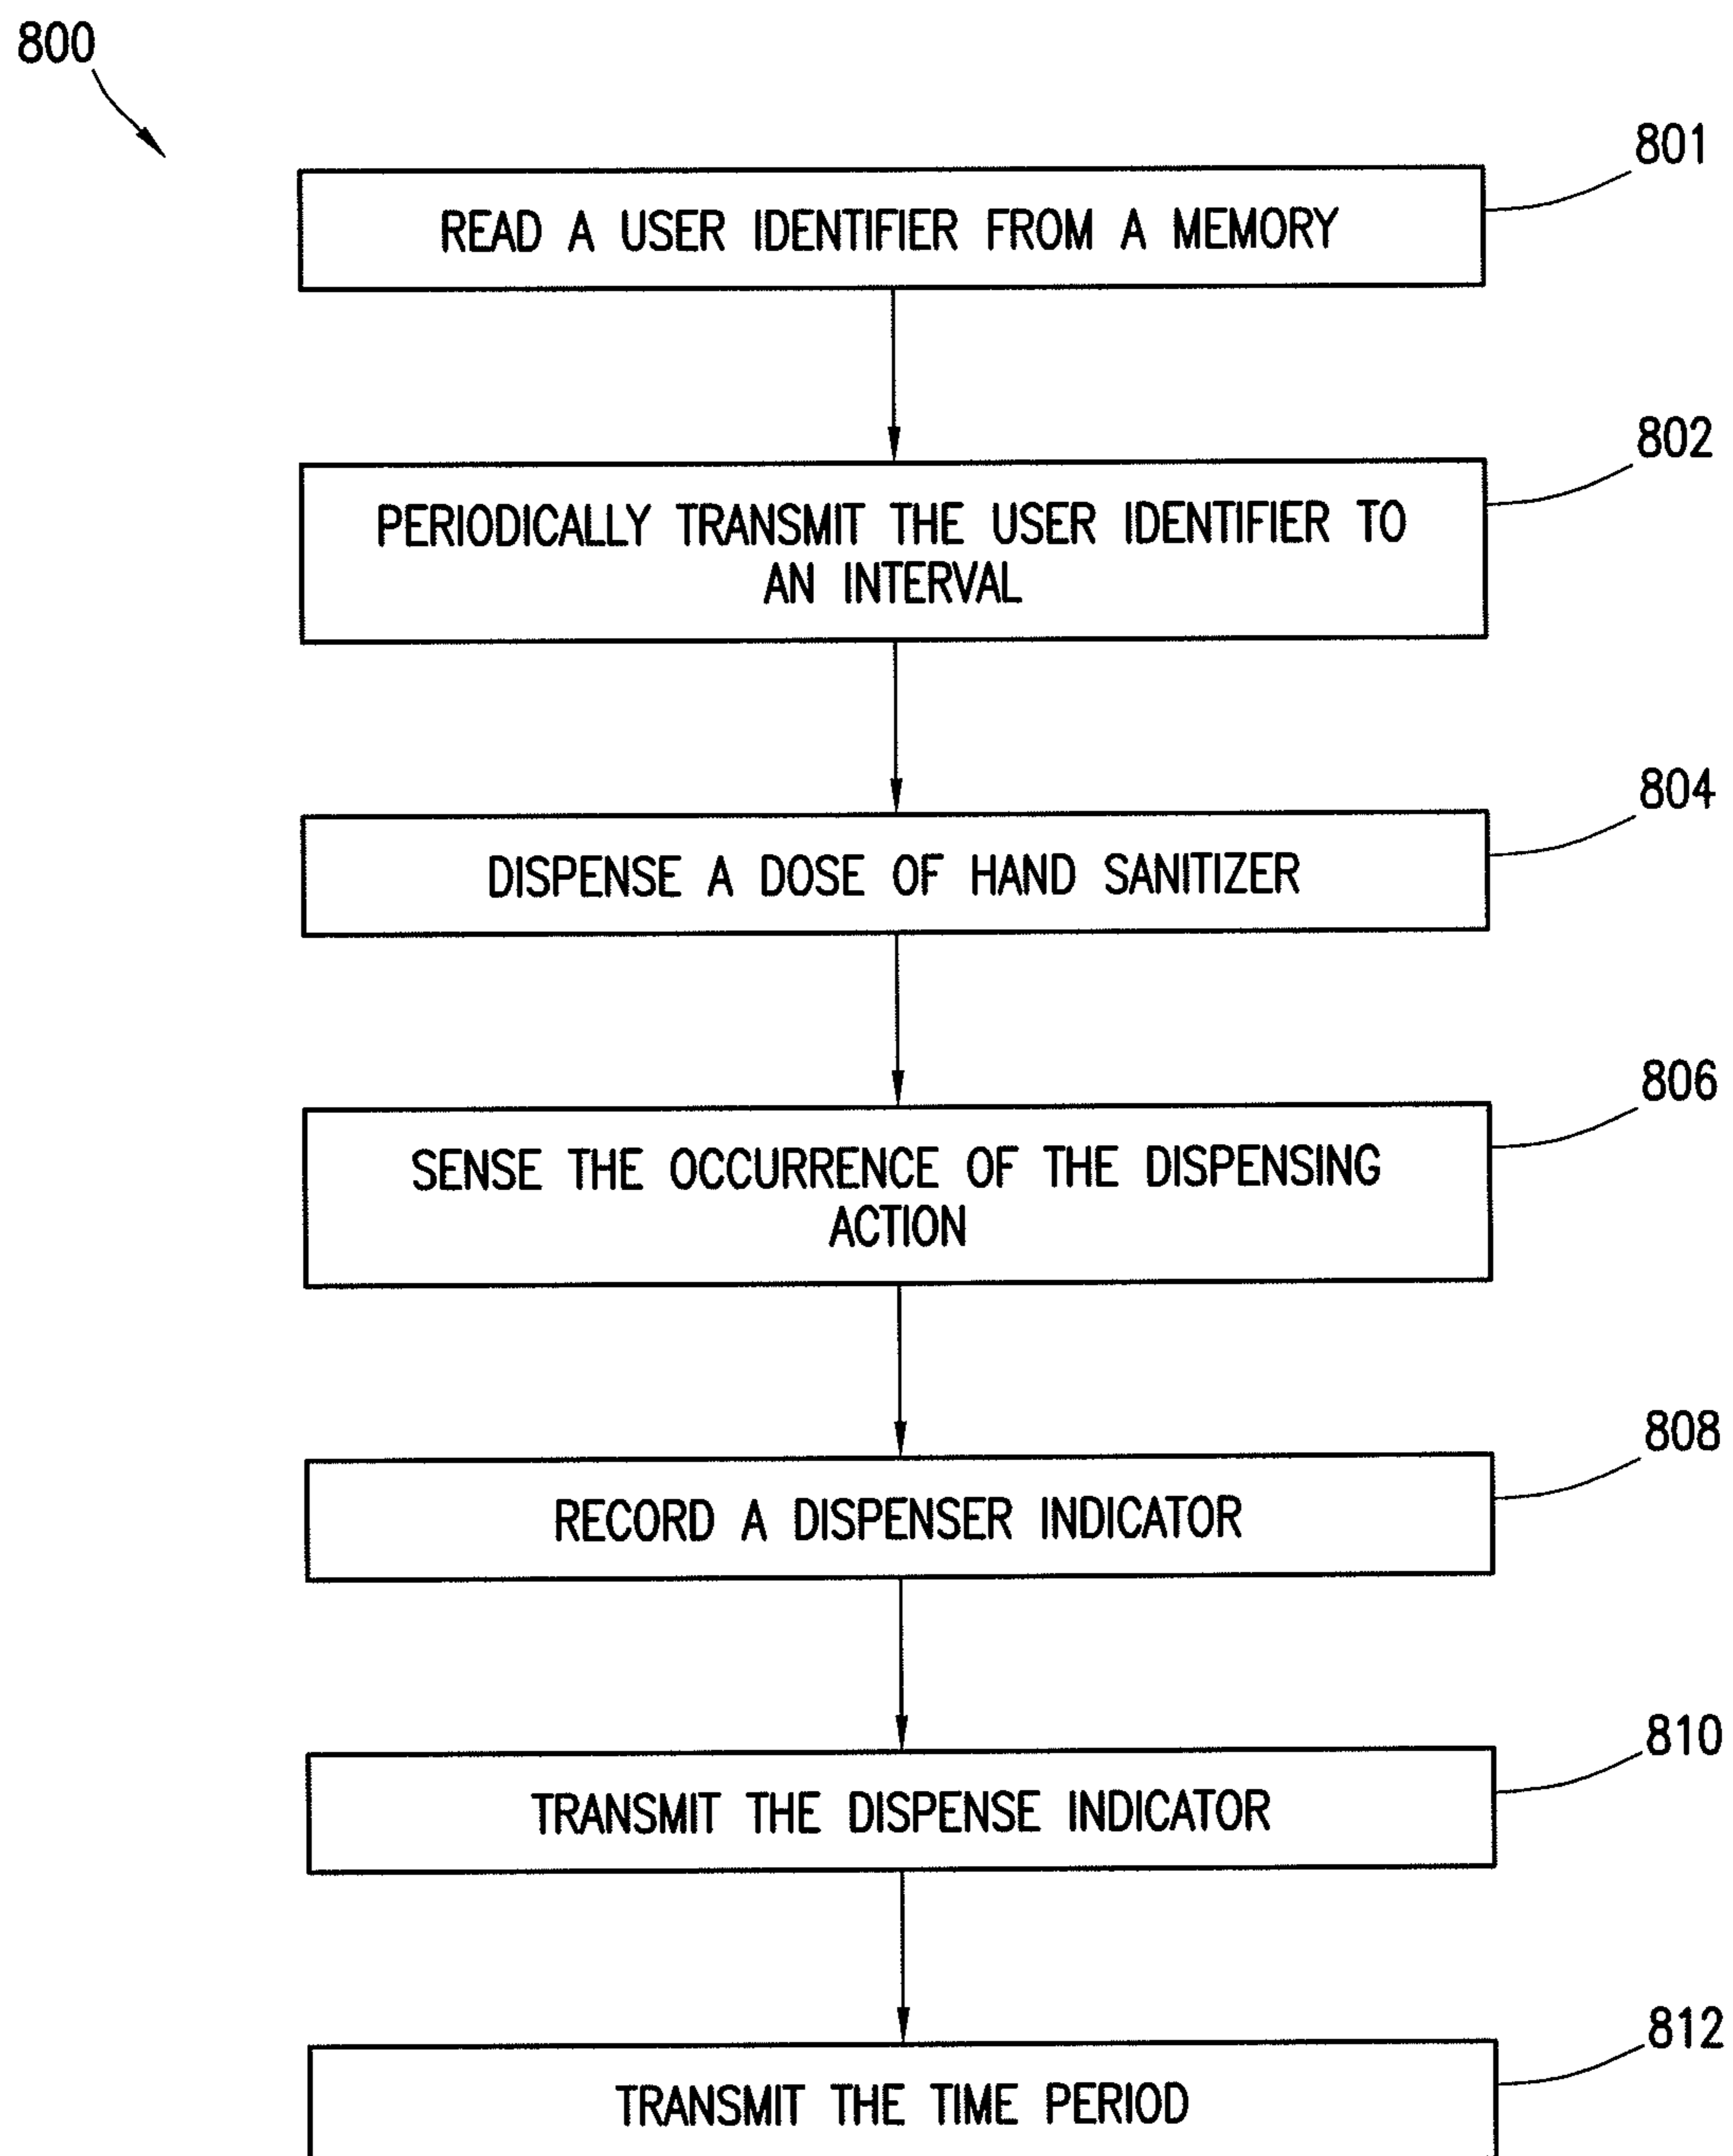 800
801
READ A USER IDENTIFIER FROM A MEMORY
802
PERIODICALLY TRANSMIT THE USER IDENTIFIER TO
AN INTERVAL
804
DISPENSE A DOSE OF HAND SANITIZER
806
SENSE THE OCCURRENCE OF THE DISPENSING
ACTION
808
RECORD A DISPENSER INDICATOR
810
TRANSMIT THE DISPENSE INDICATOR
812
TRANSMIT THE TIME PERIOD